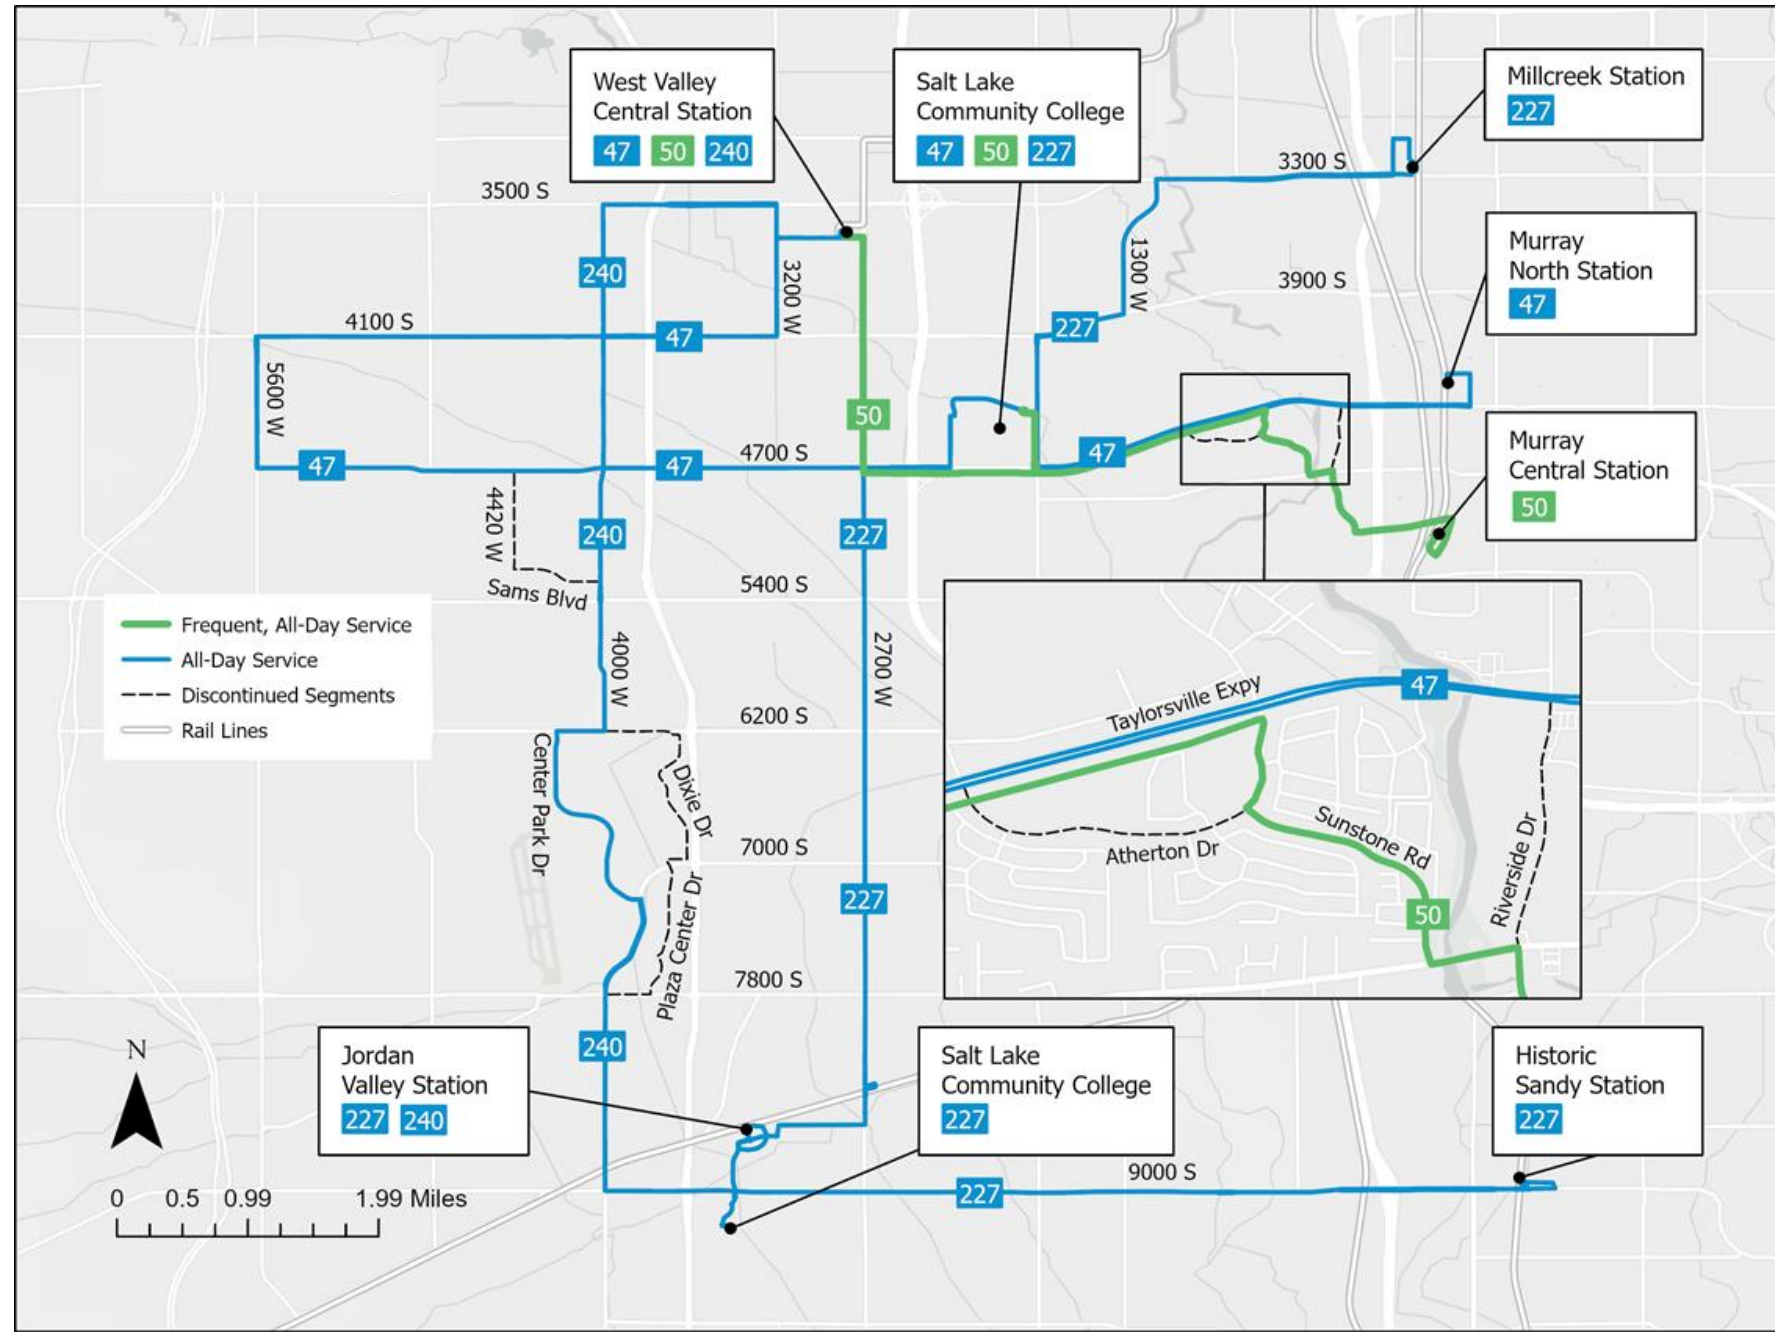 West Valley
Central Station
47 50 240
Salt Lake
Community College
47 50 227
Millcreek Station
227
3300 S
3500 S
Murray
North Station
47
1300 W
240
3200 W
3900 S
4100 S
47
227
5600 W
50
Murray
Central Station
50
47
47
4700 S
47
4420 W
240
227
Sams Blvd
5400 S
Frequent, All-Day Service
All-Day Service
Discontinued Segments
Rail Lines
4000 W
2700 W
6200 S
Taylorsville Expy
47
Center Park Dr
Dixie Dr
7000 S
Atherton Dr
Sunstone Rd
Riverside Dr
50
227
Plaza Center Dr
7800 S
N
240
Jordan
Valley Station
227 240
Salt Lake
Community College
227
Historic
Sandy Station
227
9000 S
227
0 0.5 0.99 1.99 Miles